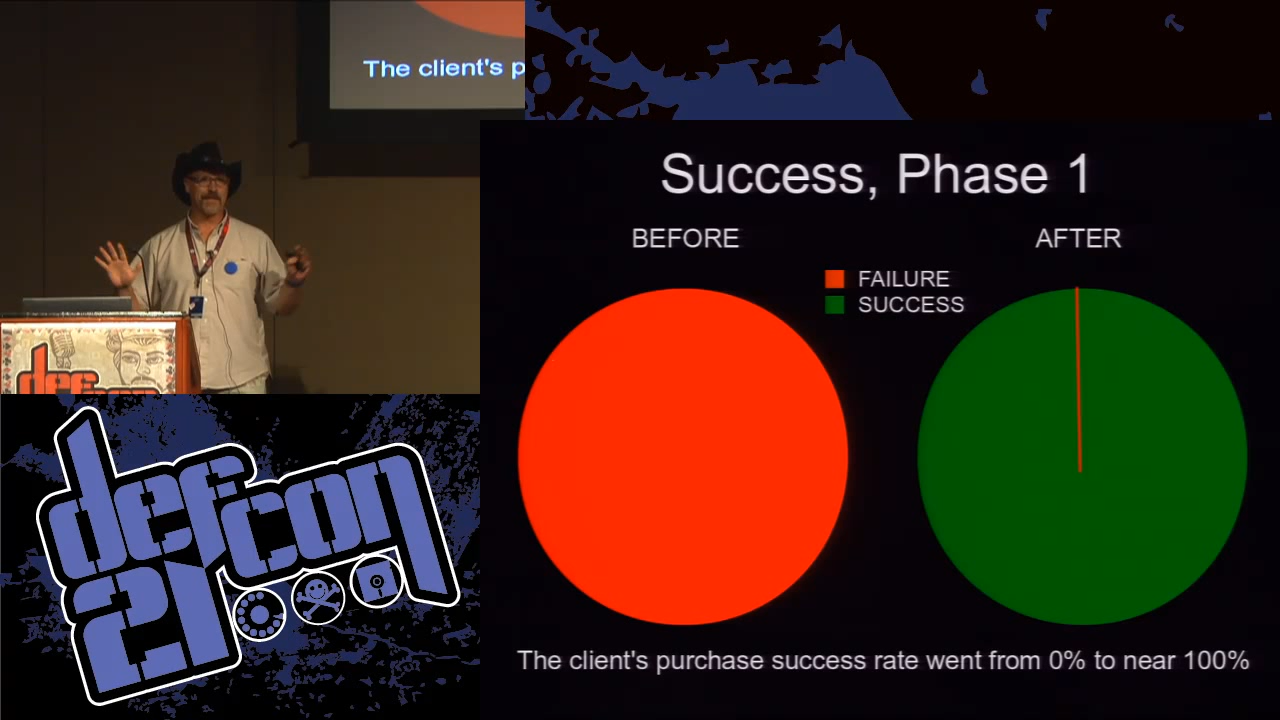 The client's p
def
Success, Phase 1
BEFORE
AFTER
FAILURE
SUCCESS
The client's purchase success rate went from 0% to near 100%
defcon
21